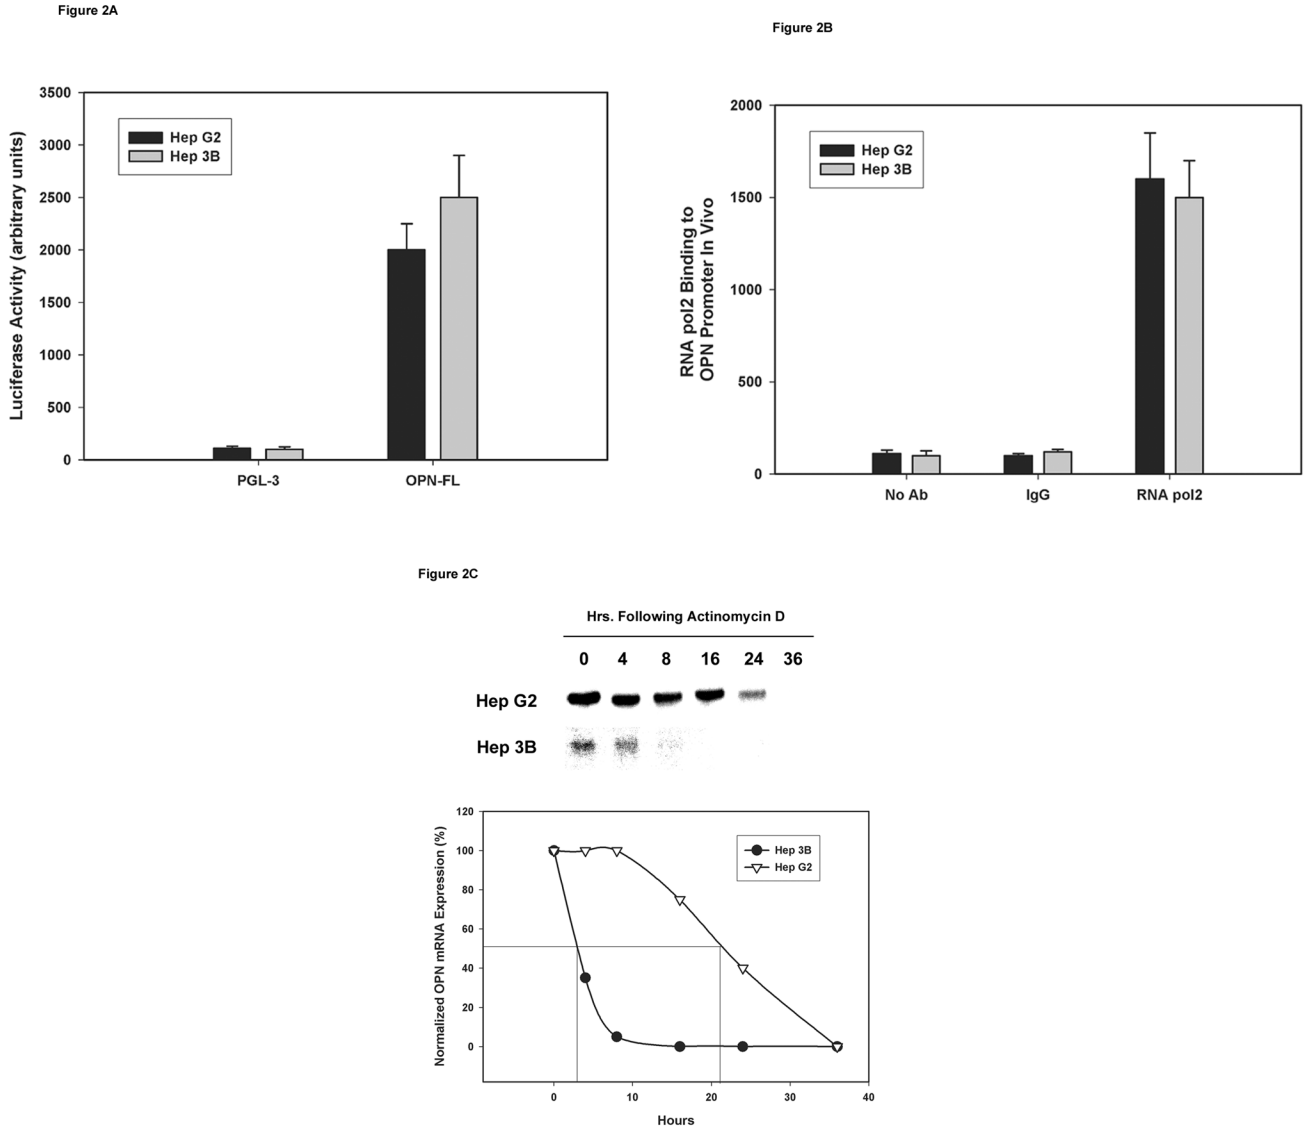 Figure 2A
Luciferase Activity (arbitrary units)
3500
3000
2500
2000
1500
1000
500
0
Hep G2
Hep 3B
PGL-3
OPN-FL
Figure 2B
RNA pol2 Binding to
OPN Promoter In Vivo
2000
1500
1000
500
0
Hep G2
Hep 3B
No Ab
IgG
RNA pol2
Figure 2C
Hrs. Following Actinomycin D
0 4 8 16 24 36
Hep G2
Hep 3B
Normalized OPN mRNA Expression (%)
120
100
80
60
40
20
0
Hep 3B
Hep G2
0 10 20 30 40
Hours